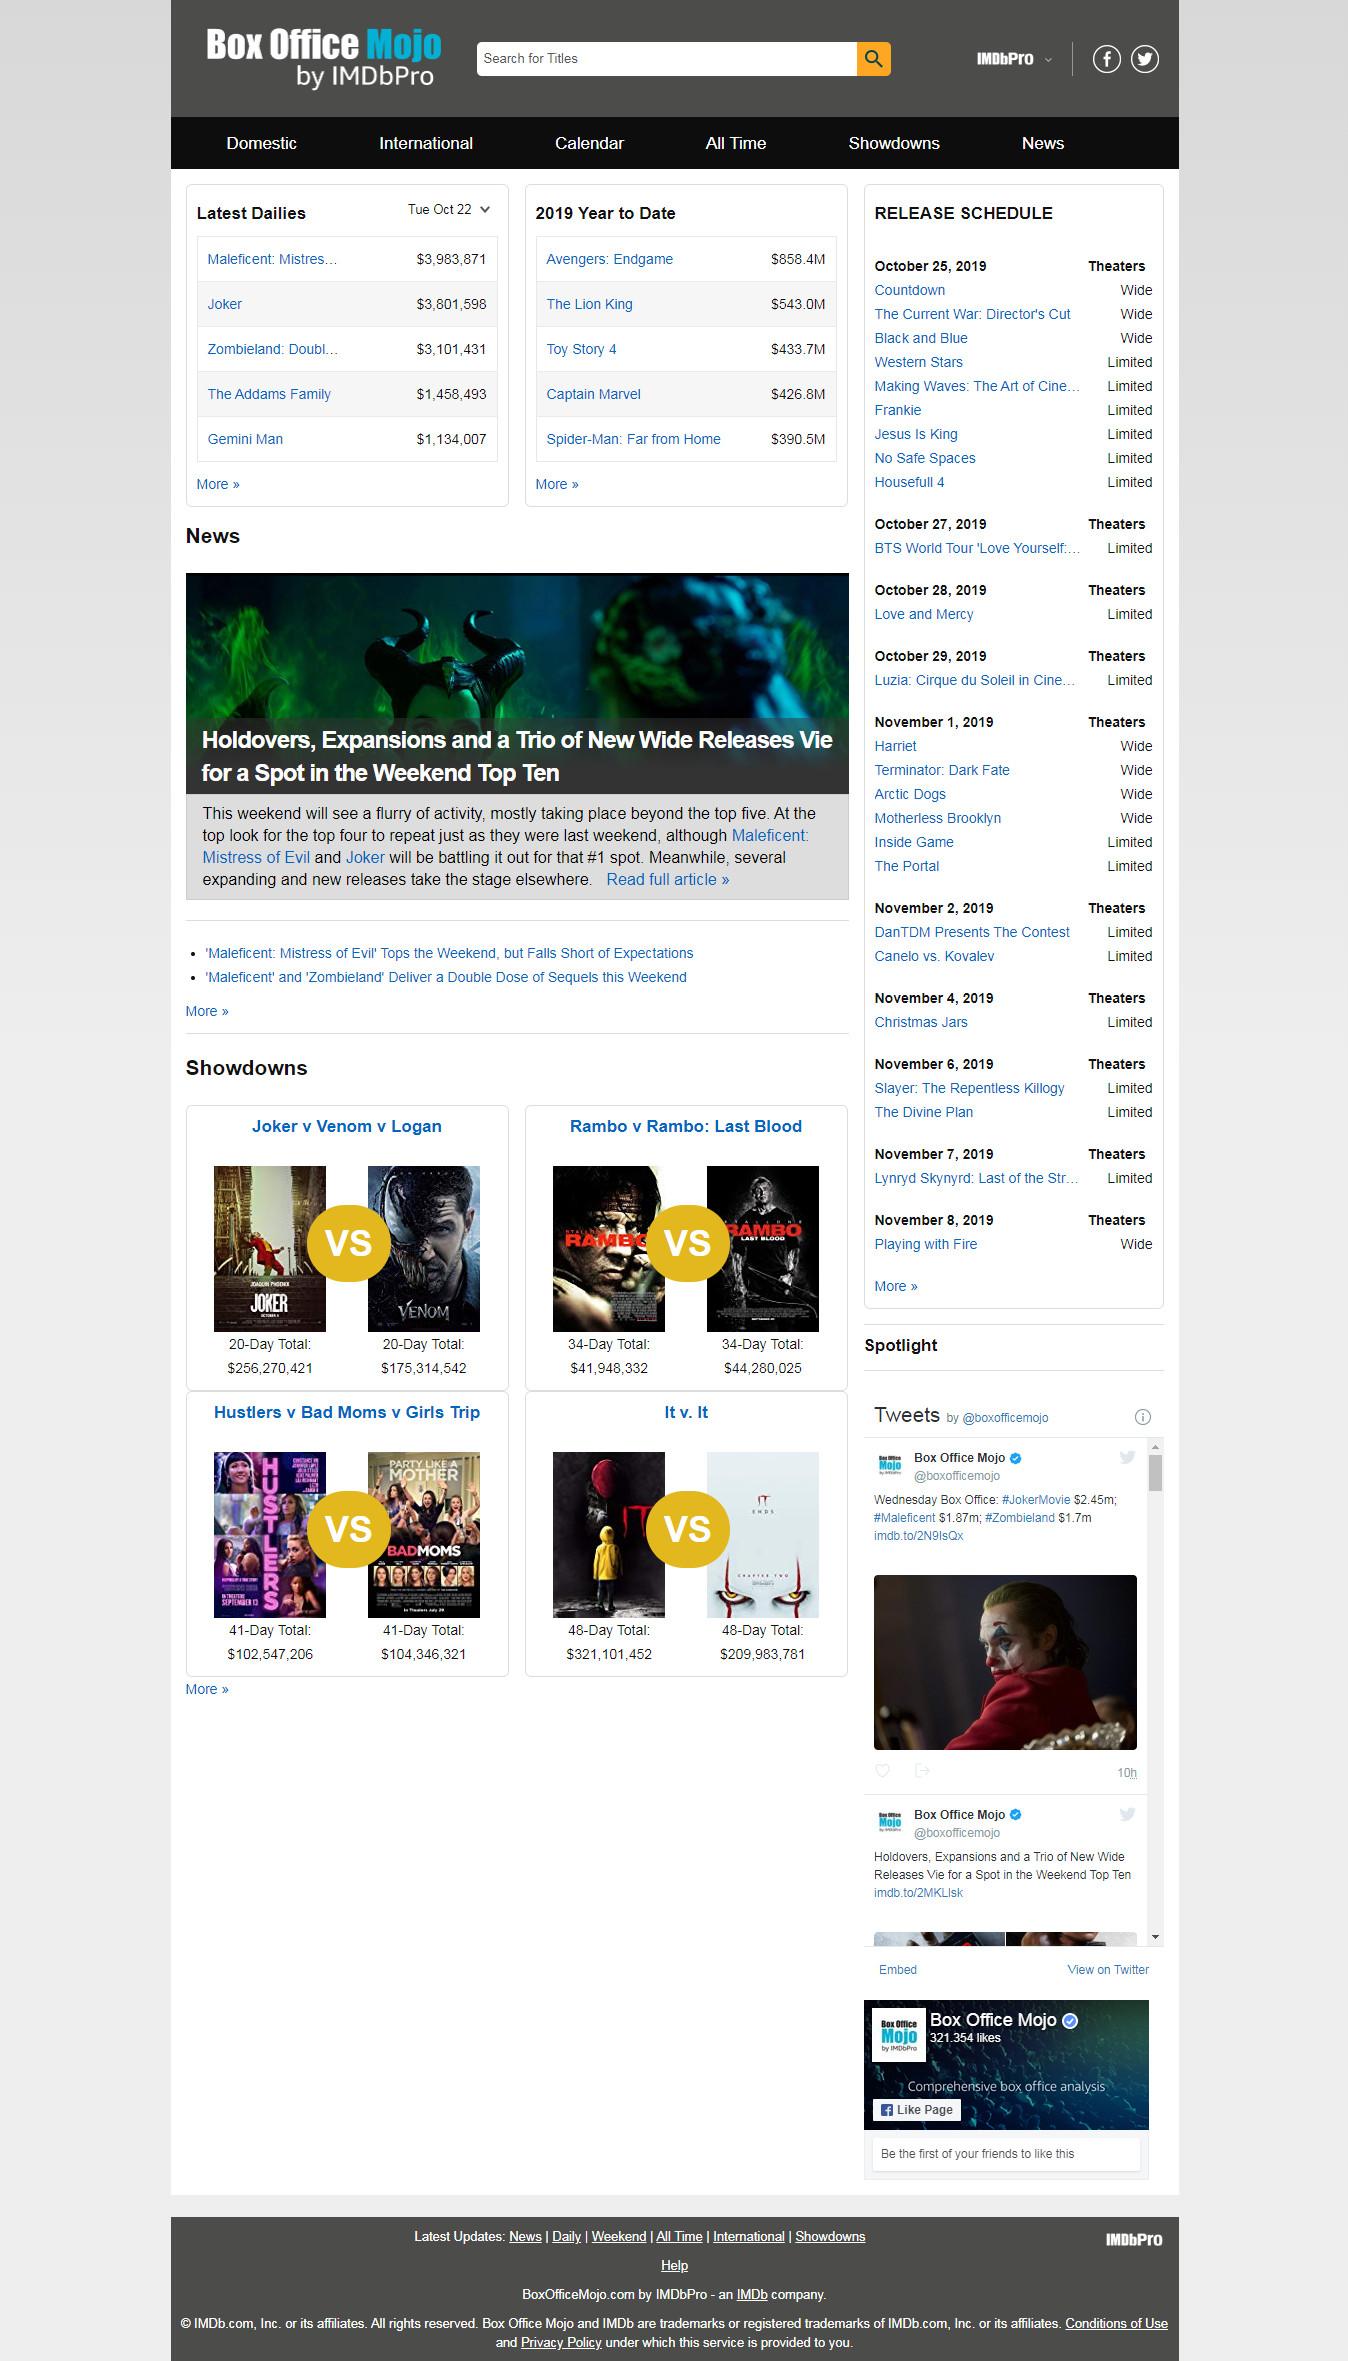 Box Office Mojo
by IMDbPro
Search for Titles
IMDbPro
Domestic International Calendar All Time Showdowns News
Latest Dailies Tue Oct 22
Maleficent: Mistres... $3,983,871
Joker $3,801,598
Zombieland: Doubl... $3,101,431
The Addams Family $1,458,493
Gemini Man $1,134,007
More »
2019 Year to Date
Avengers: Endgame $858.4M
The Lion King $543.0M
Toy Story 4 $433.7M
Captain Marvel $426.8M
Spider-Man: Far from Home $390.5M
More »
News
Holdovers, Expansions and a Trio of New Wide Releases Vie
for a Spot in the Weekend Top Ten
This weekend will see a flurry of activity, mostly taking place beyond the top five. At the
top look for the top four to repeat just as they were last weekend, although Maleficent:
Mistress of Evil and Joker will be battling it out for that #1 spot. Meanwhile, several
expanding and new releases take the stage elsewhere. Read full article »
• 'Maleficent: Mistress of Evil' Tops the Weekend, but Falls Short of Expectations
• 'Maleficent' and 'Zombieland' Deliver a Double Dose of Sequels this Weekend
More »
Showdowns
Joker v Venom v Logan
JOAQUIN PHOENIX
JOKER
VS
VENOM
20-Day Total: 20-Day Total:
$256,270,421 $175,314,542
Rambo v Rambo: Last Blood
RAMBO
VS
RAMBO
LAST BLOOD
34-Day Total: 34-Day Total:
$41,948,332 $44,280,025
Hustlers v Bad Moms v Girls Trip
HUSTLERS
SEPTEMBER 13
VS
PARTY LIKE A
MOTHER
BAD MOMS
41-Day Total: 41-Day Total:
$102,547,206 $104,346,321
It v. It
IT
VS
IT
ENDS
CHAPTER TWO
48-Day Total: 48-Day Total:
$321,101,452 $209,983,781
More »
RELEASE SCHEDULE
October 25, 2019 Theaters
Countdown Wide
The Current War: Director's Cut Wide
Black and Blue Wide
Western Stars Limited
Making Waves: The Art of Cine... Limited
Frankie Limited
Jesus Is King Limited
No Safe Spaces Limited
Housefull 4 Limited
October 27, 2019 Theaters
BTS World Tour 'Love Yourself:... Limited
October 28, 2019 Theaters
Love and Mercy Limited
October 29, 2019 Theaters
Luzia: Cirque du Soleil in Cine... Limited
November 1, 2019 Theaters
Harriet Wide
Terminator: Dark Fate Wide
Arctic Dogs Wide
Motherless Brooklyn Wide
Inside Game Limited
The Portal Limited
November 2, 2019 Theaters
DanTDM Presents The Contest Limited
Canelo vs. Kovalev Limited
November 4, 2019 Theaters
Christmas Jars Limited
November 6, 2019 Theaters
Slayer: The Repentless Killogy Limited
The Divine Plan Limited
November 7, 2019 Theaters
Lynryd Skynyrd: Last of the Str... Limited
November 8, 2019 Theaters
Playing with Fire Wide
More »
Spotlight
Tweets by @boxofficemojo
Box Office Mojo
@boxofficemojo
Wednesday Box Office: #JokerMovie $2.45m;
#Maleficent $1.87m; #Zombieland $1.7m
imdb.to/2N9IsQx
10h
Box Office Mojo
@boxofficemojo
Holdovers, Expansions and a Trio of New Wide
Releases Vie for a Spot in the Weekend Top Ten
imdb.to/2MKLlsk
Embed View on Twitter
Box Office
Mojo
by IMDbPro
Box Office Mojo
321.354 likes
Comprehensive box office analysis
Like Page
Be the first of your friends to like this
Latest Updates: News | Daily | Weekend | All Time | International | Showdowns
IMDbPro
Help
BoxOfficeMojo.com by IMDbPro - an IMDb company.
© IMDb.com, Inc. or its affiliates. All rights reserved. Box Office Mojo and IMDb are trademarks or registered trademarks of IMDb.com, Inc. or its affiliates. Conditions of Use
and Privacy Policy under which this service is provided to you.